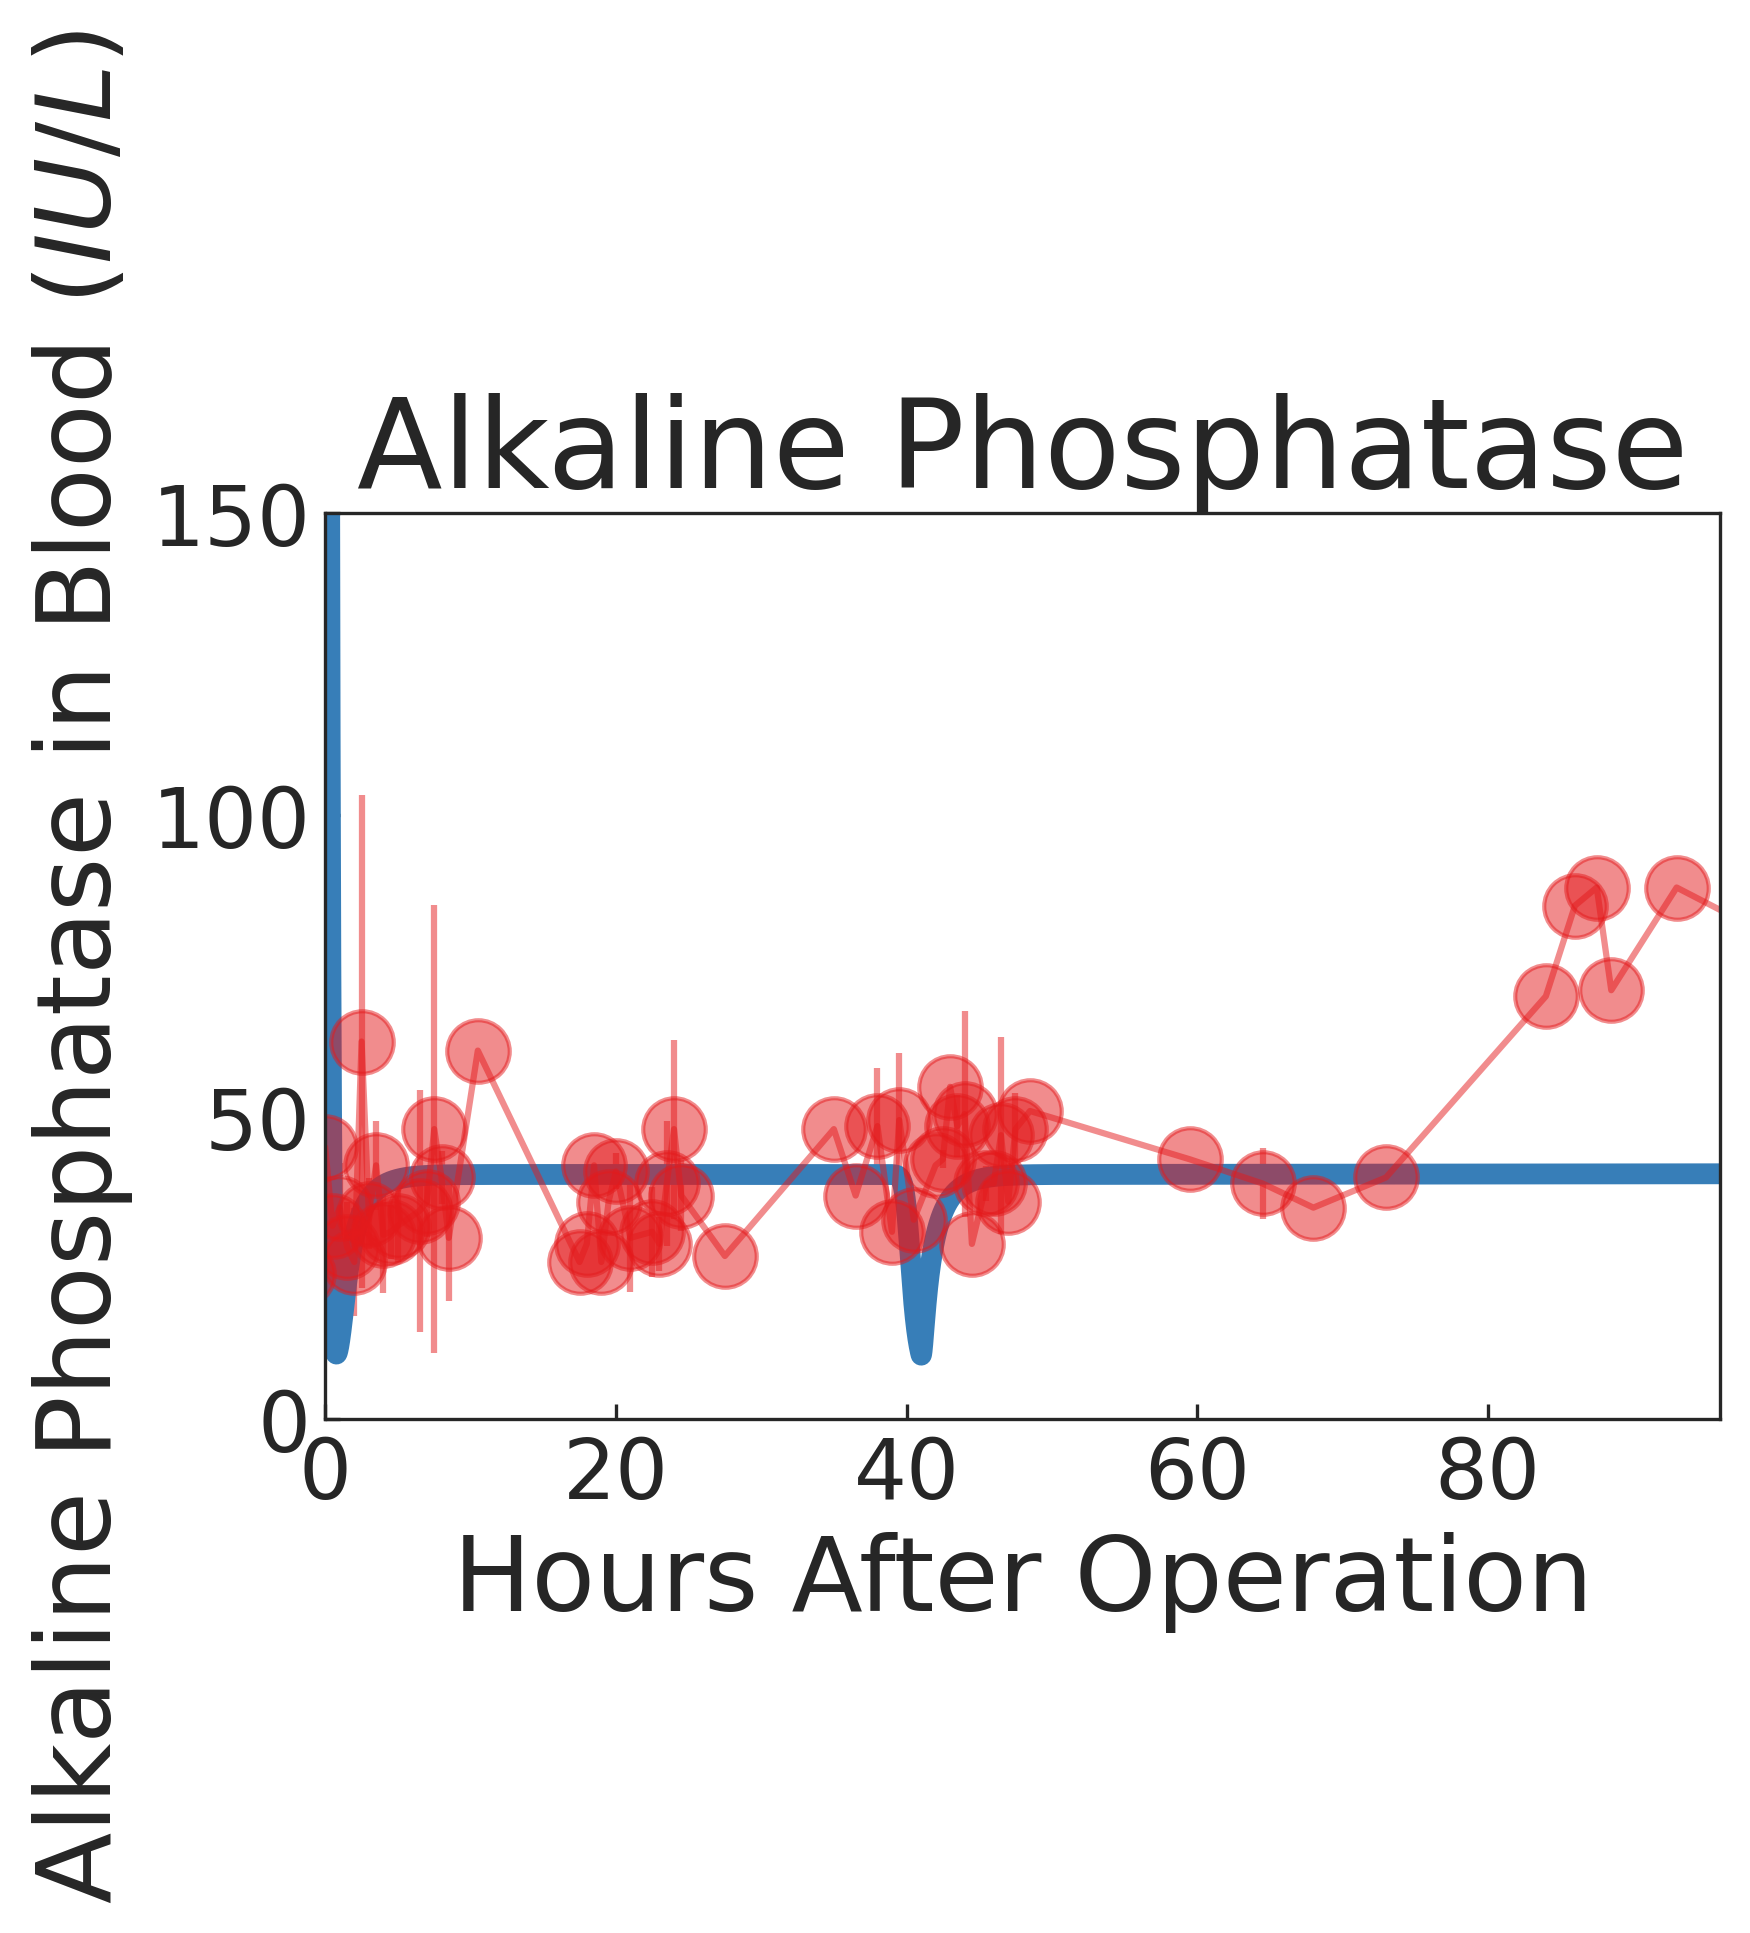 Alkaline Phosphatase
Alkaline Phosphatase in Blood (IU/L)
150
100
50
0
0 20 40 60 80
Hours After Operation